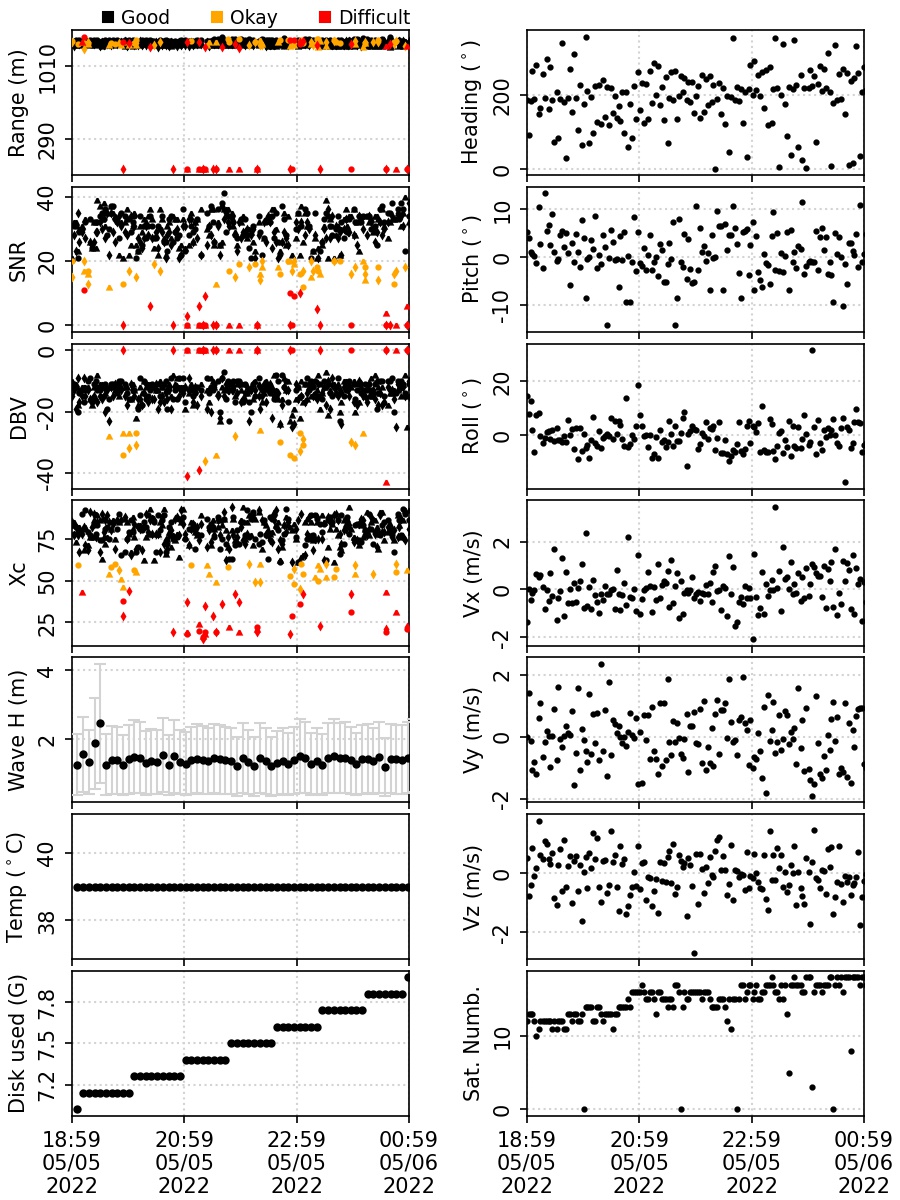 Good Okay Difficult
Range (m)
1010
290
SNR
40
20
0
DBV
0
-20
-40
Xc
75
50
25
Wave H (m)
4
2
Temp (°C)
40
38
Disk used (G)
7.8
7.5
7.2
18:59 20:59 22:59 00:59
05/05 05/05 05/05 05/06
2022 2022 2022 2022
Heading (°)
200
0
Pitch (°)
10
0
-10
Roll (°)
20
0
Vx (m/s)
2
0
-2
Vy (m/s)
2
0
-2
Vz (m/s)
0
-2
Sat. Numb.
10
0
18:59 20:59 22:59 00:59
05/05 05/05 05/05 05/06
2022 2022 2022 2022